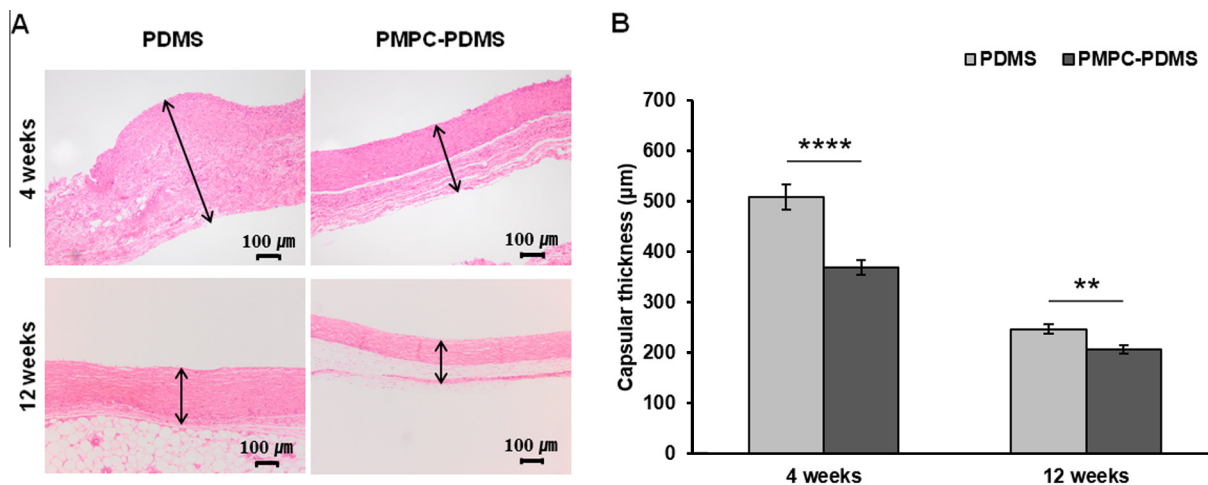 A
PDMS
PMPC-PDMS
4 weeks
100 µm
100 µm
12 weeks
100 µm
100 µm
B
PDMS
PMPC-PDMS
Capsular thickness (µm)
700
600
500
400
300
200
100
0
****
**
4 weeks
12 weeks